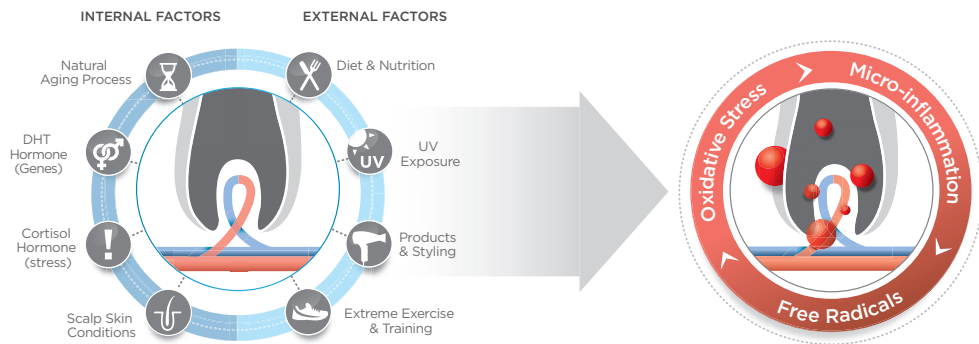 INTERNAL FACTORS
EXTERNAL FACTORS
Natural
Aging Process
DHT
Hormone
(Genes)
Cortisol
Hormone
(stress)
Scalp Skin
Conditions
Diet & Nutrition
UV
UV
Exposure
Products
& Styling
Extreme Exercise
& Training
Oxidative Stress
Micro-inflammation
Free Radicals